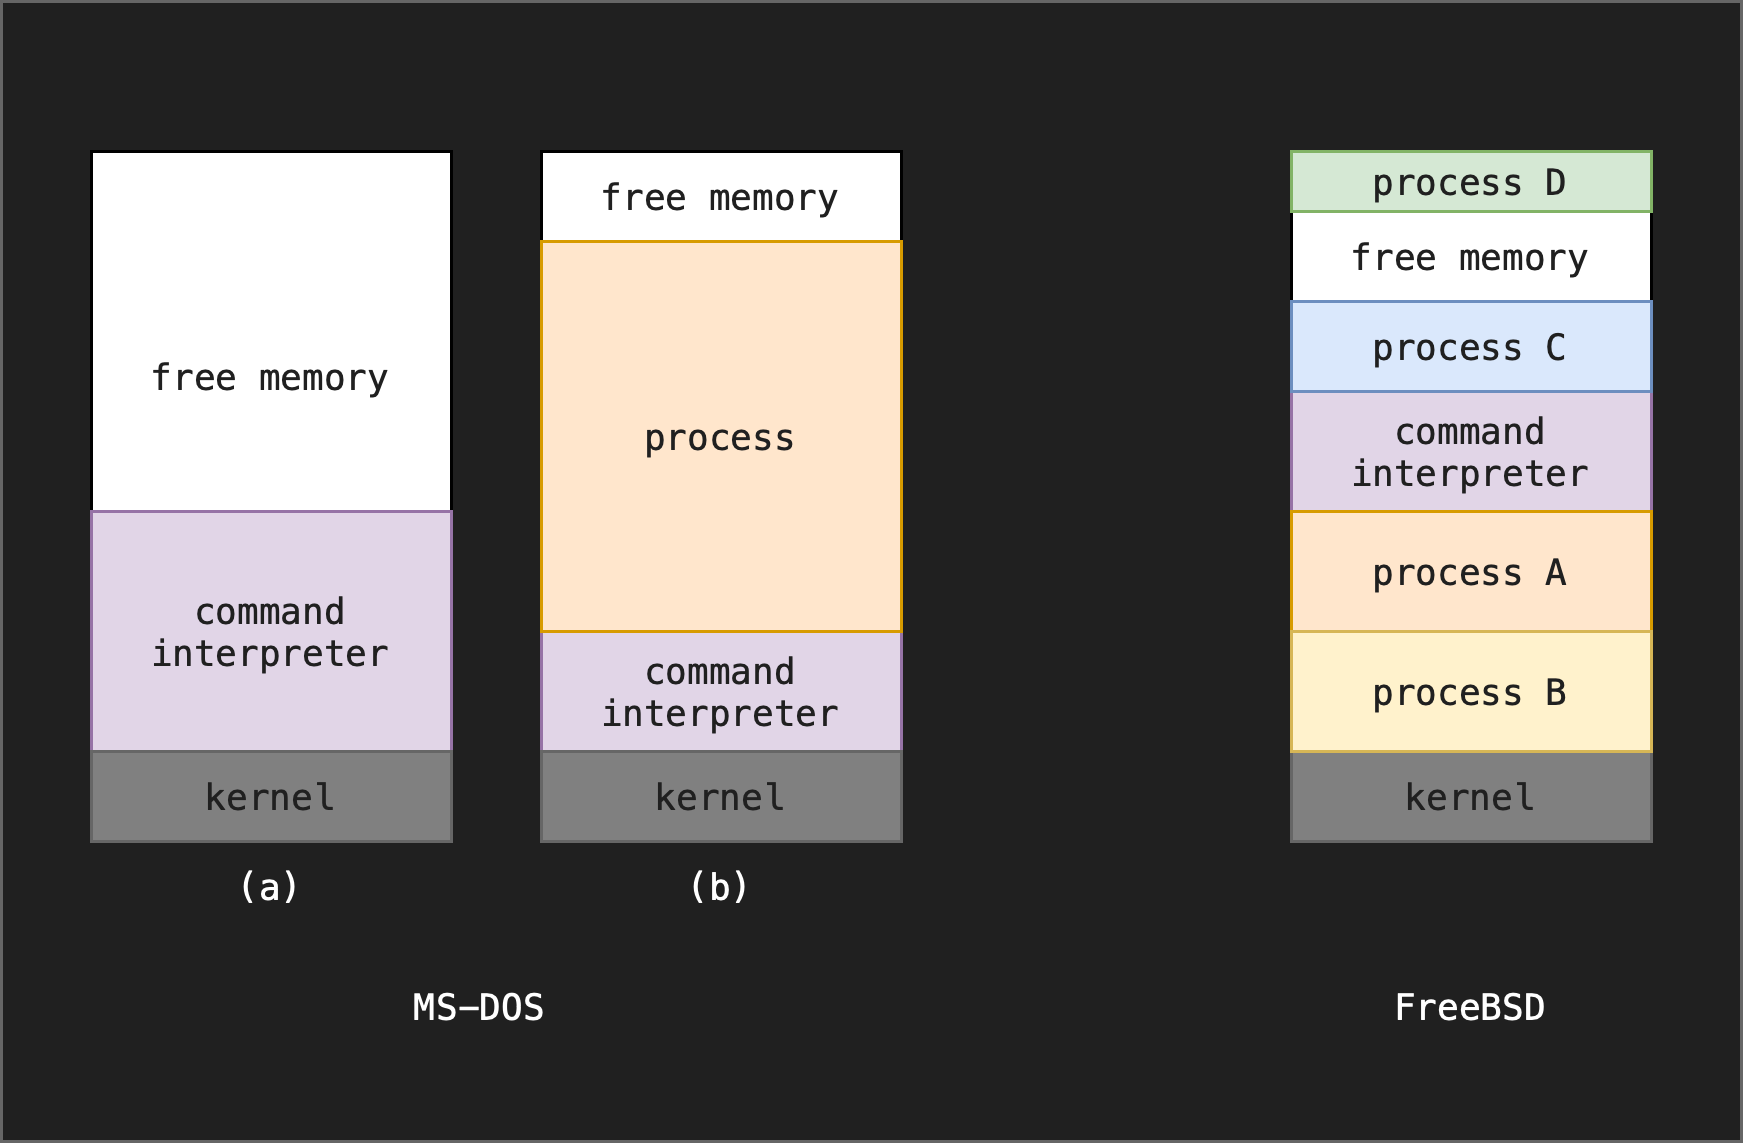 free memory
command
interpreter
kernel
(a)
free memory
process
command
interpreter
kernel
(b)
MS–DOS
process D
free memory
process C
command
interpreter
process A
process B
kernel
FreeBSD